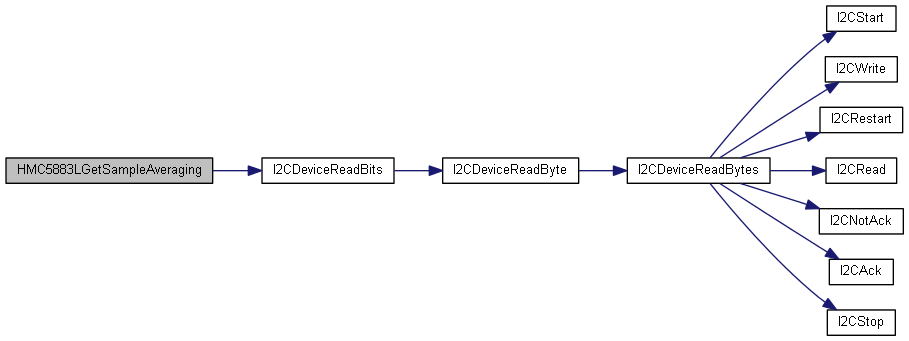 HMC5883LGetSampleAveraging
I2CDeviceReadBits
I2CDeviceReadByte
I2CDeviceReadBytes
I2CStart
I2CWrite
I2CRestart
I2CRead
I2CNotAck
I2CAck
I2CStop